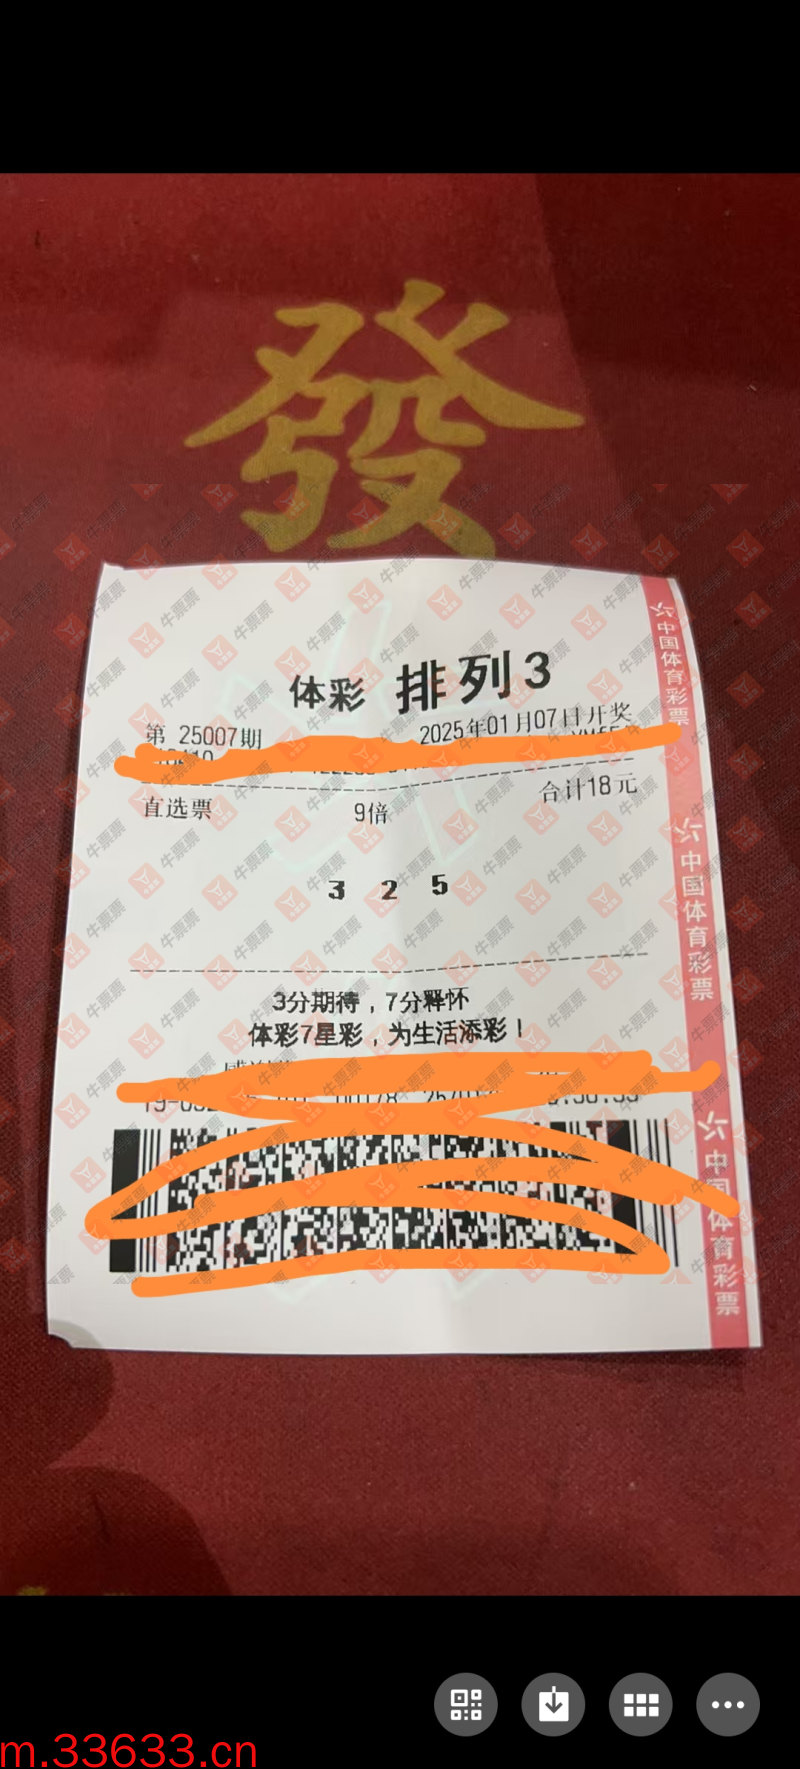 發
体彩 排列3
第 25007期 2025年01月07日开奖
直选票 9倍 合计18元
3 2 5
3分期待，7分释怀
体彩7星彩，为生活添彩！
中国体育彩票
中国体育彩票
中国体育彩票
牛票票
m.33633.cn